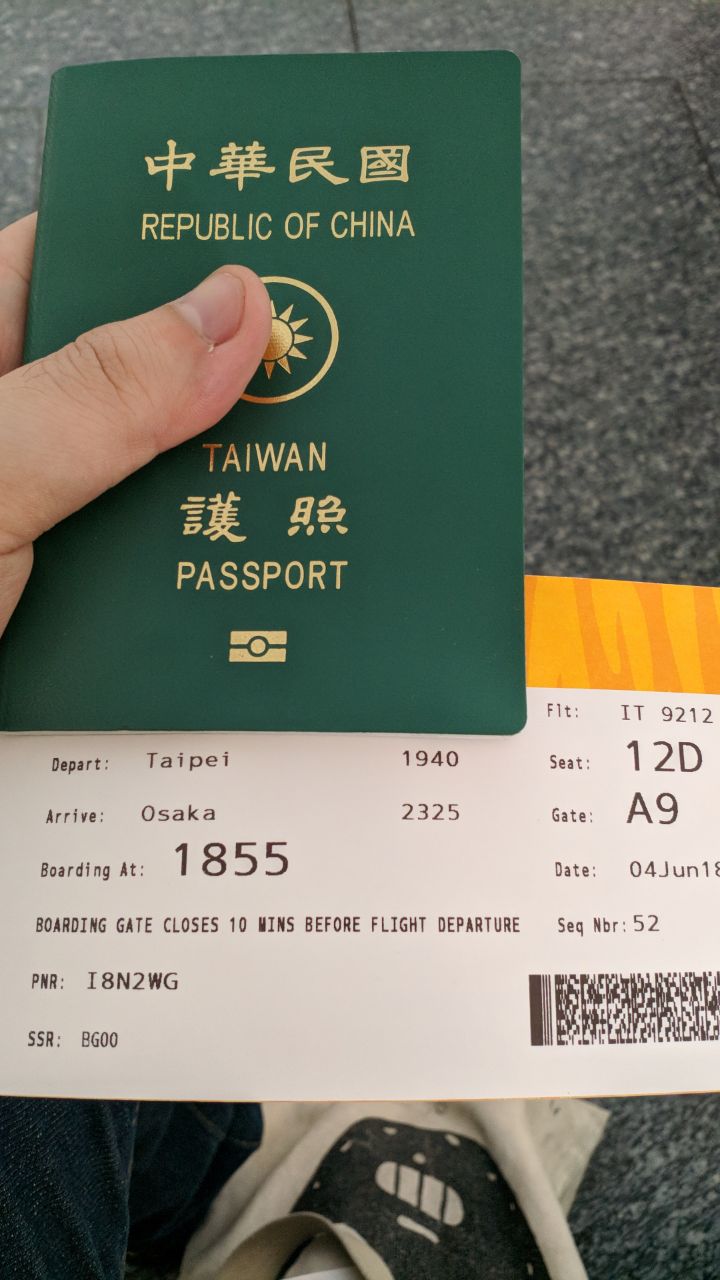 中華民國
REPUBLIC OF CHINA
TAIWAN
護照
PASSPORT
Flt: IT 9212
Depart: Taipei 1940 Seat: 12D
Arrive: Osaka 2325 Gate: A9
Boarding At: 1855 Date: 04Jun18
BOARDING GATE CLOSES 10 MINS BEFORE FLIGHT DEPARTURE Seq Nbr: 52
PNR: I8N2WG
SSR: BG00